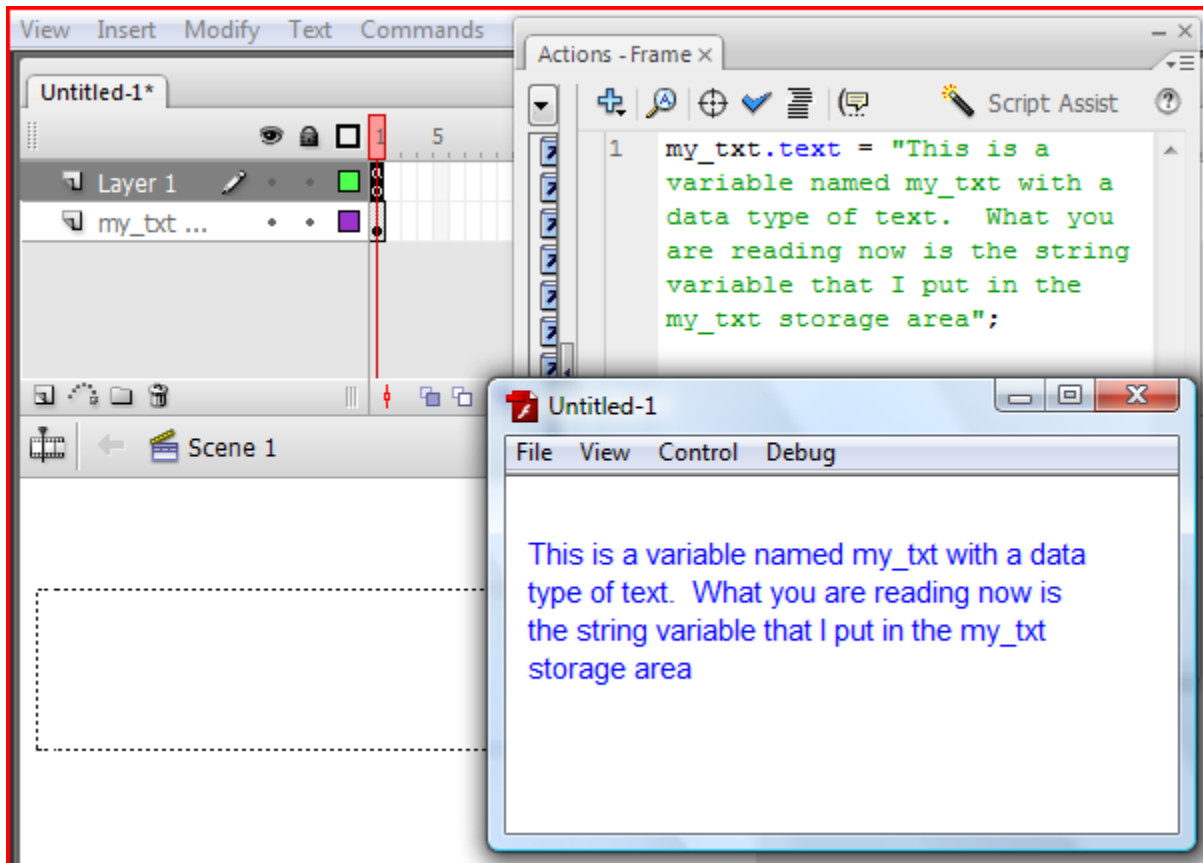 View Insert Modify Text Commands
Actions - Frame
Untitled-1*
Script Assist
1 5
Layer 1
my_txt ...
1 my_txt.text = "This is a
variable named my_txt with a
data type of text.  What you
are reading now is the string
variable that I put in the
my_txt storage area";
Scene 1
Untitled-1
File View Control Debug
This is a variable named my_txt with a data
type of text.  What you are reading now is
the string variable that I put in the my_txt
storage area